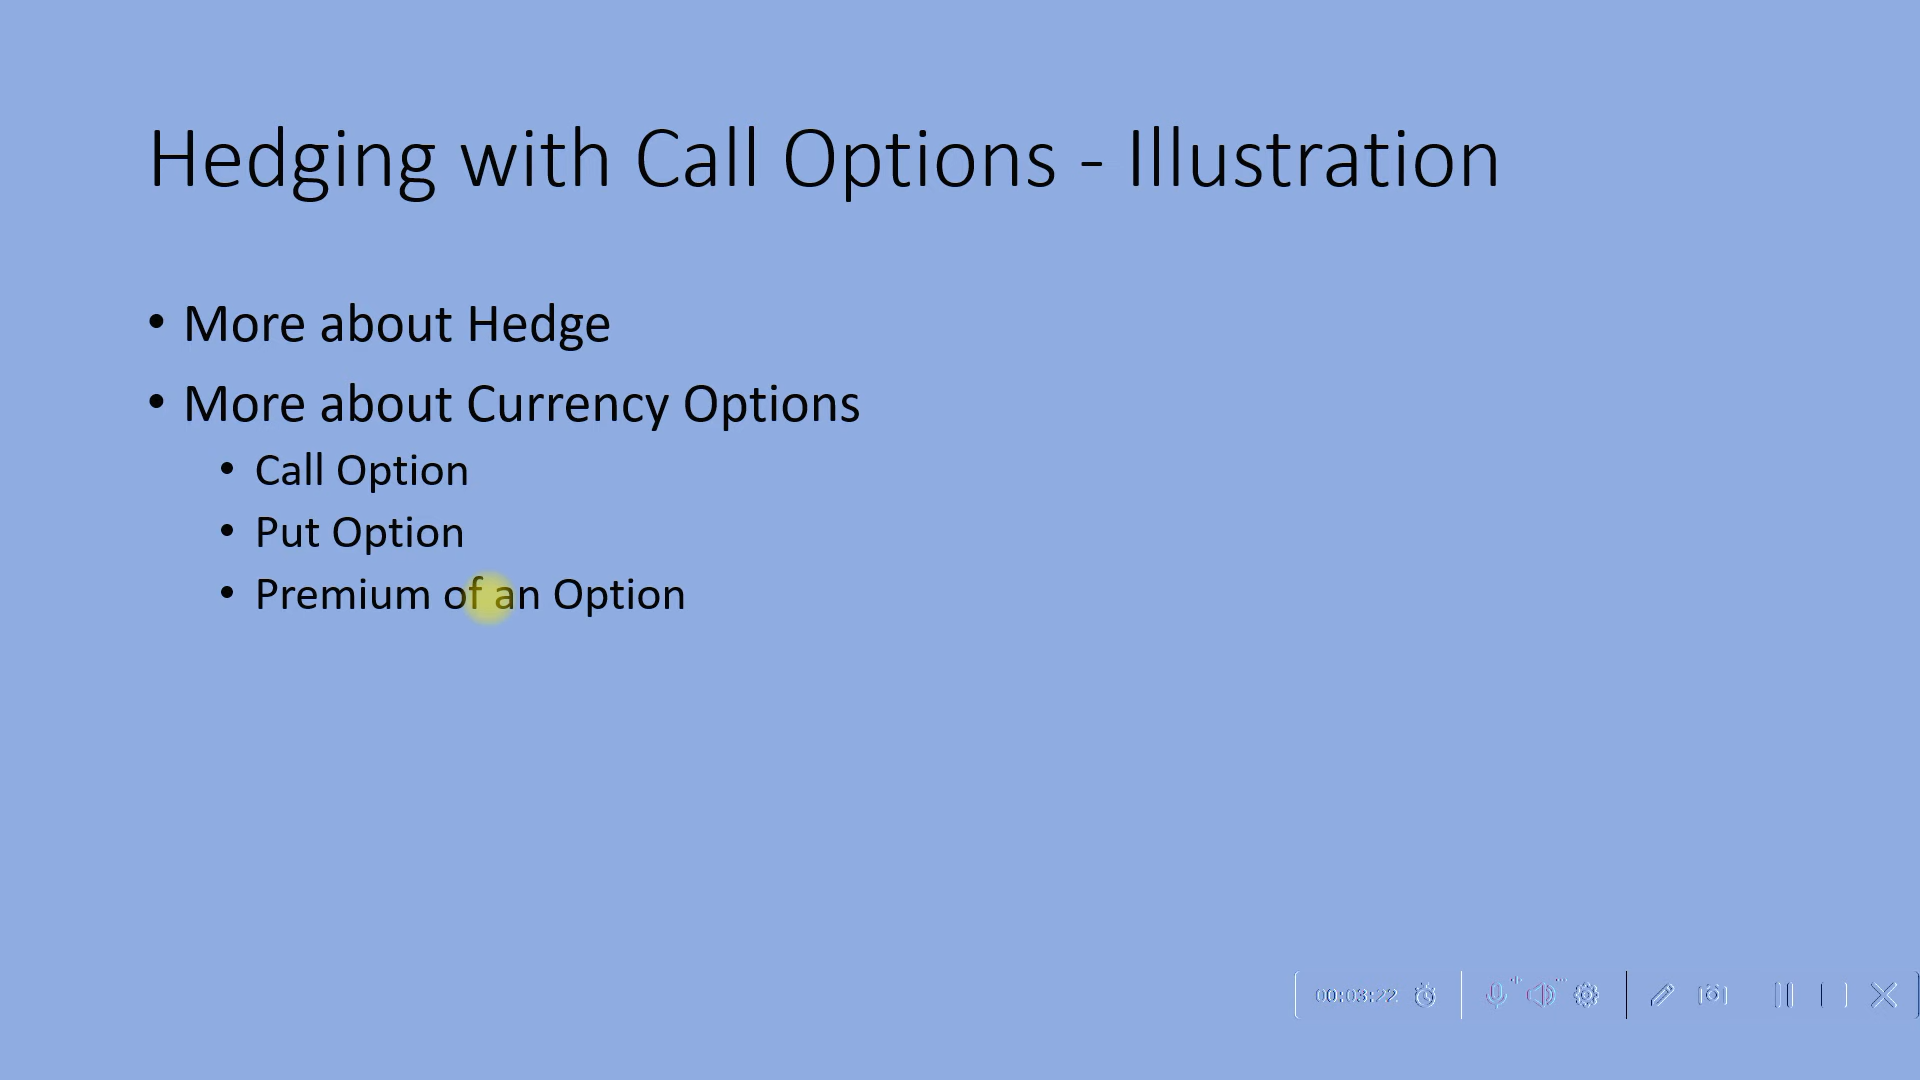 Hedging with Call Options - Illustration
• More about Hedge
• More about Currency Options
• Call Option
• Put Option
• Premium of an Option
00:03:22